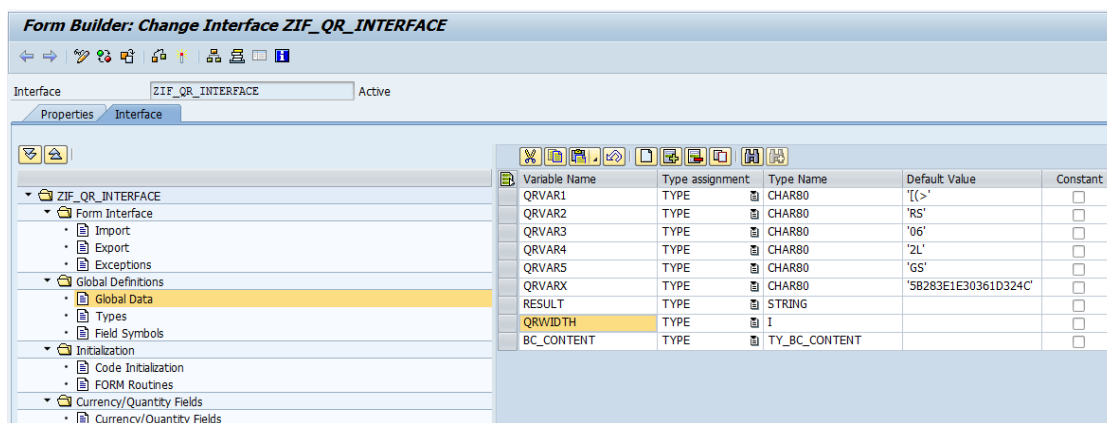 Form Builder: Change Interface ZIF_QR_INTERFACE
Interface ZIF_QR_INTERFACE Active
Properties Interface
ZIF_QR_INTERFACE
Form Interface
Import
Export
Exceptions
Global Definitions
Global Data
Types
Field Symbols
Initialization
Code Initialization
FORM Routines
Currency/Quantity Fields
Currency/Quantity Fields
Variable Name Type assignment Type Name Default Value Constant
QRVAR1 TYPE CHAR80 '[(>'
QRVAR2 TYPE CHAR80 'RS'
QRVAR3 TYPE CHAR80 '06'
QRVAR4 TYPE CHAR80 '2L'
QRVAR5 TYPE CHAR80 'GS'
QRVARX TYPE CHAR80 '5B283E1E30361D324C'
RESULT TYPE STRING
QRWIDTH TYPE I
BC_CONTENT TYPE TY_BC_CONTENT